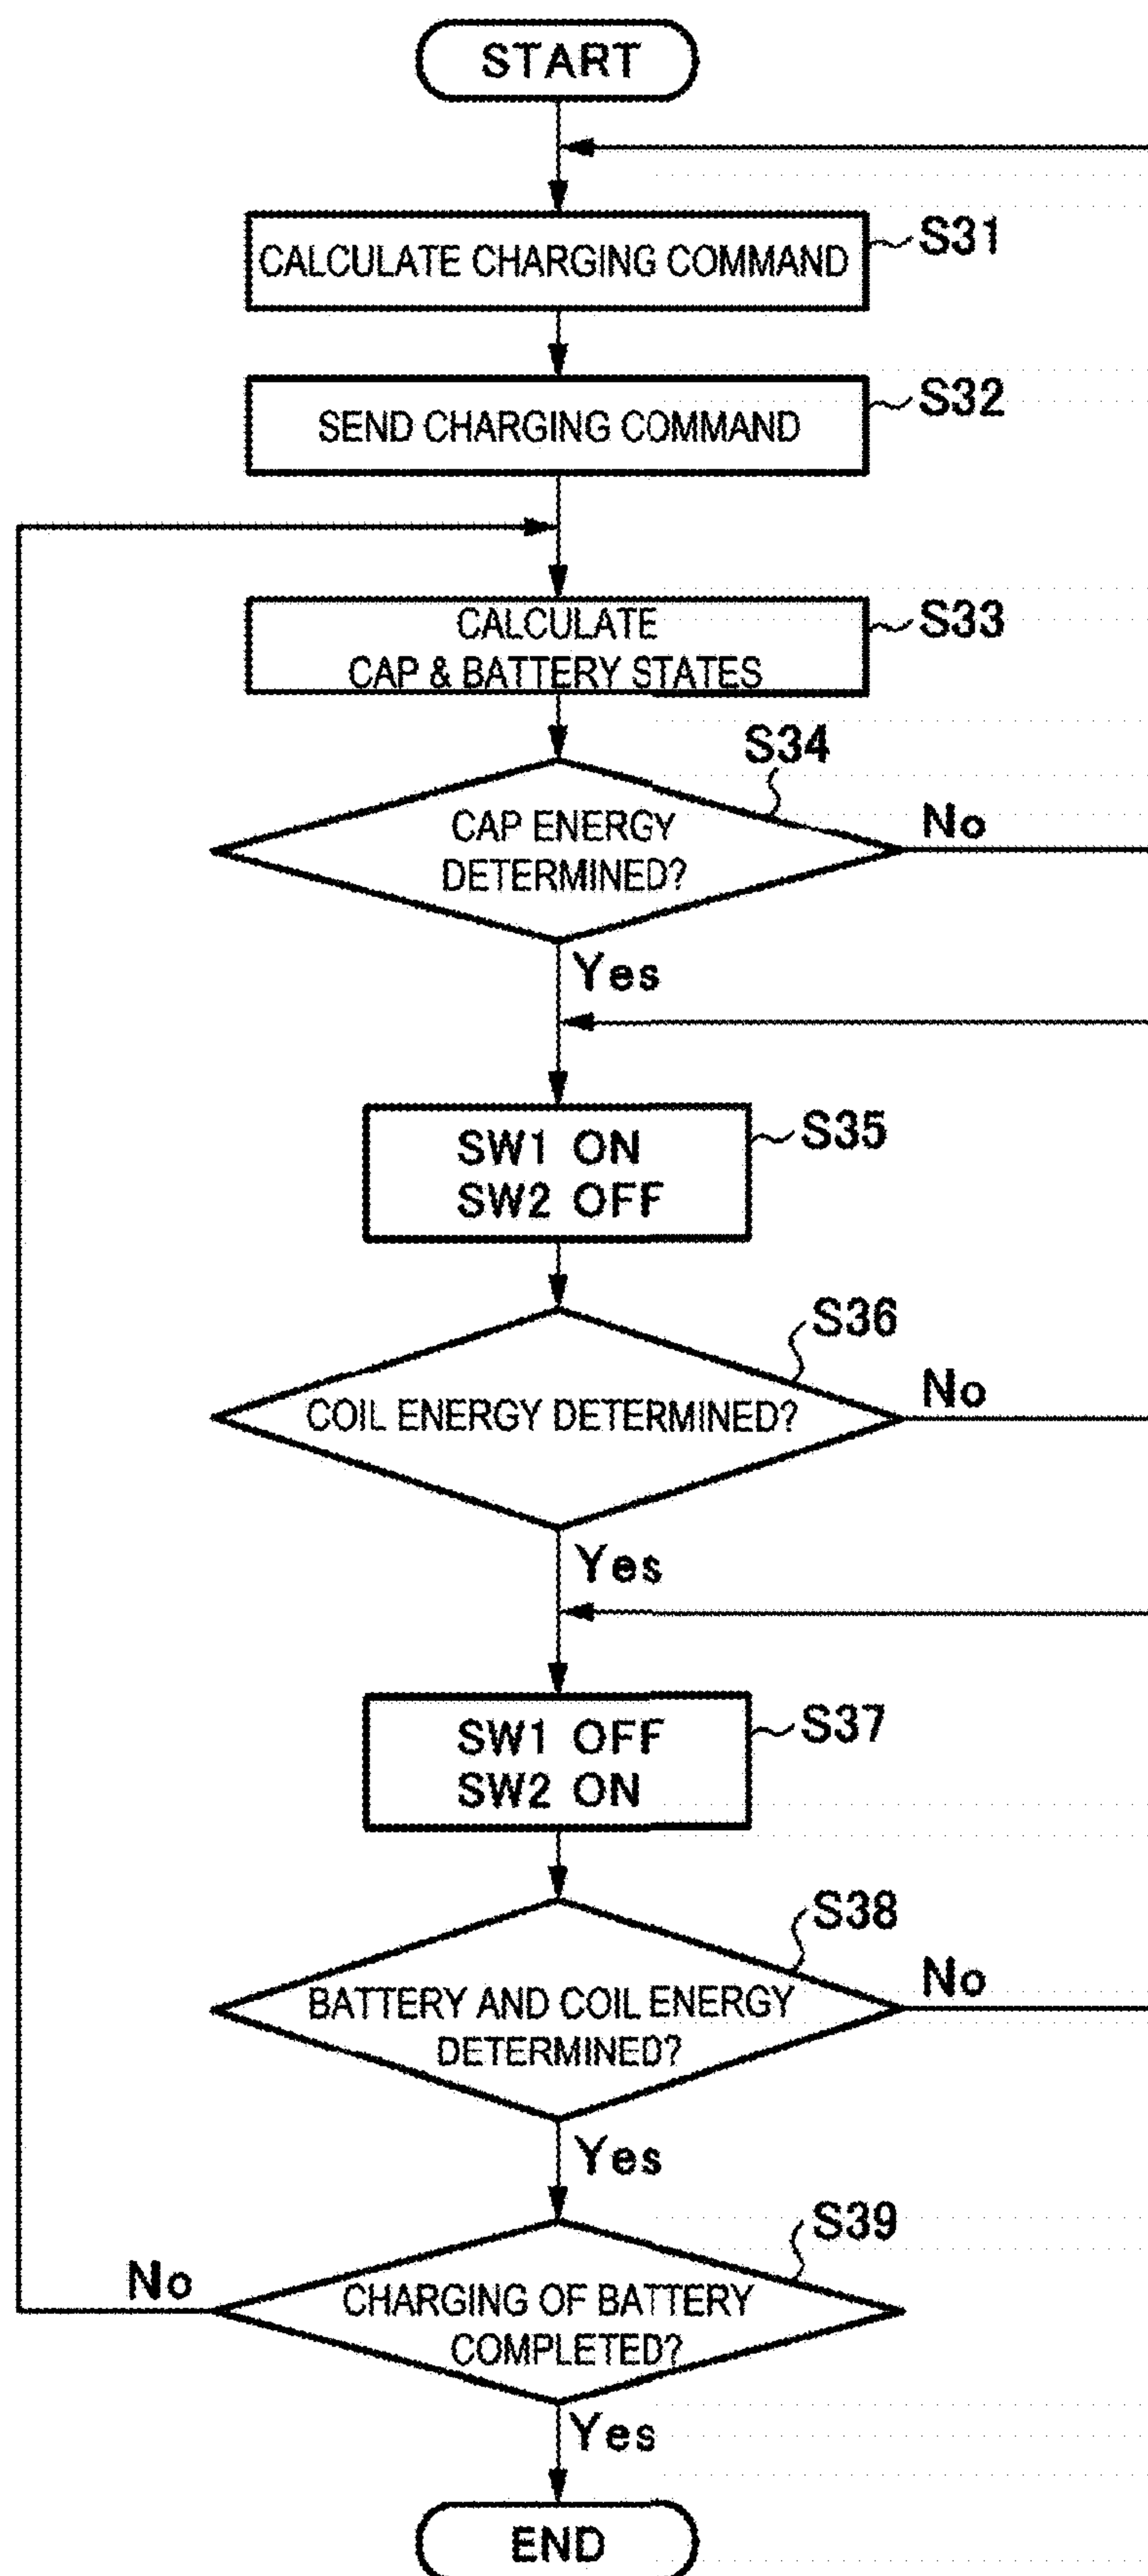 START
CALCULATE CHARGING COMMAND
S31
SEND CHARGING COMMAND
S32
CALCULATE
CAP & BATTERY STATES
S33
S34
CAP ENERGY
DETERMINED?
No
Yes
SW1 ON
SW2 OFF
S35
S36
COIL ENERGY DETERMINED?
No
Yes
SW1 OFF
SW2 ON
S37
S38
BATTERY AND COIL ENERGY
DETERMINED?
No
Yes
S39
CHARGING OF BATTERY
COMPLETED?
No
Yes
END